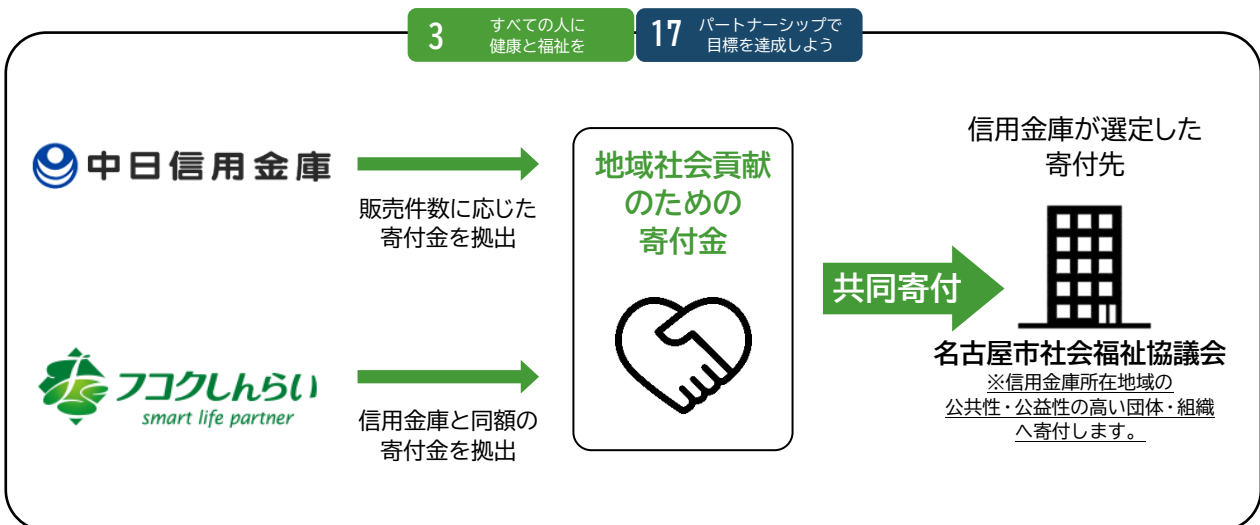 3
すべての人に
健康と福祉を
17
パートナーシップで
目標を達成しよう
中日信用金庫
販売件数に応じた
寄付金を拠出
フコクしんらい
smart life partner
信用金庫と同額の
寄付金を拠出
地域社会貢献
のための
寄付金
共同寄付
信用金庫が選定した
寄付先
名古屋市社会福祉協議会
※信用金庫所在地域の
公共性・公益性の高い団体・組織
へ寄付します。